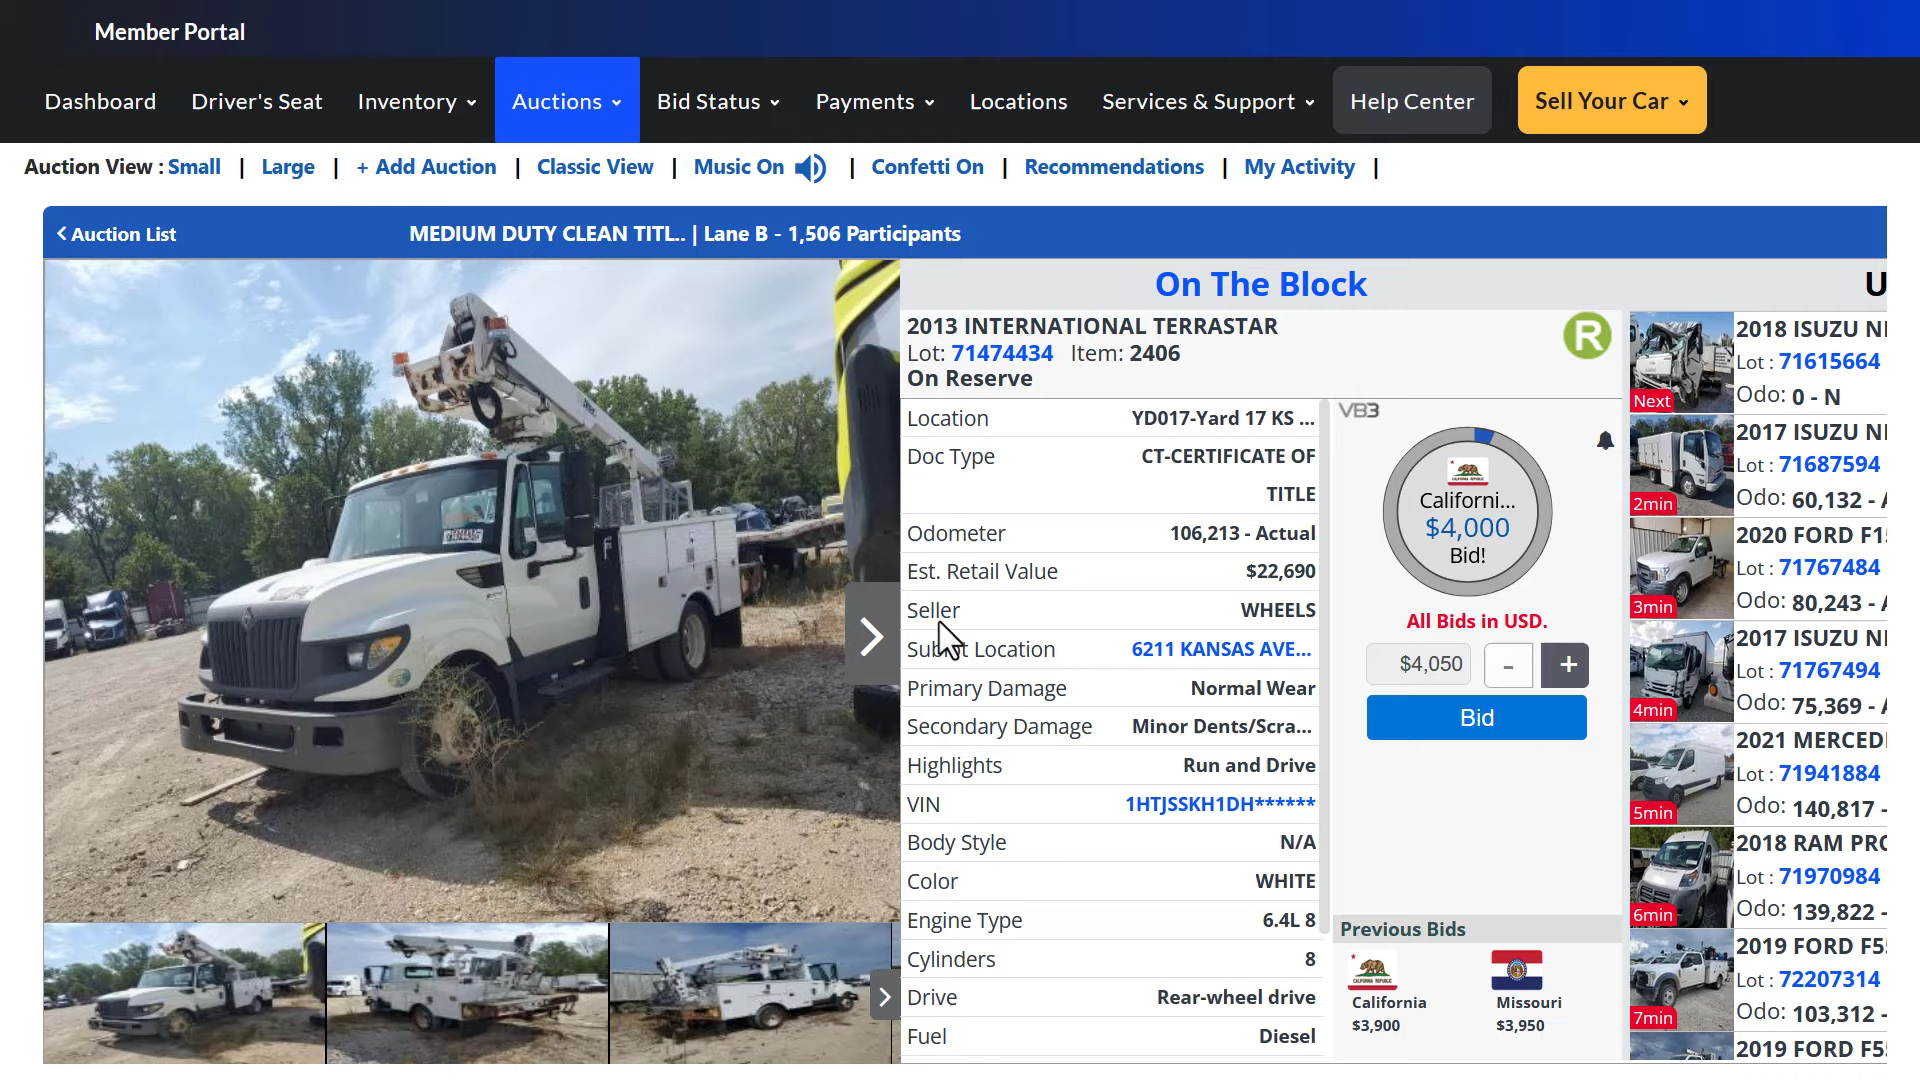 Member Portal
Dashboard Driver's Seat Inventory Auctions Bid Status Payments Locations Services & Support Help Center Sell Your Car
Auction View : Small | Large | + Add Auction | Classic View | Music On | Confetti On | Recommendations | My Activity |
Auction List MEDIUM DUTY CLEAN TITL.. | Lane B - 1,506 Participants
On The Block
2013 INTERNATIONAL TERRASTAR
Lot: 71474434 Item: 2406
On Reserve
R
Location YD017-Yard 17 KS ...
Doc Type CT-CERTIFICATE OF
TITLE
Odometer 106,213 - Actual
Est. Retail Value $22,690
Seller WHEELS
Location 6211 KANSAS AVE...
Primary Damage Normal Wear
Secondary Damage Minor Dents/Scra...
Highlights Run and Drive
VIN 1HTJSSKH1DH******
Body Style N/A
Color WHITE
Engine Type 6.4L 8
Cylinders 8
Drive Rear-wheel drive
Fuel Diesel
VB3
Californi...
$4,000
Bid!
All Bids in USD.
$4,050 - +
Bid
Previous Bids
California
$3,900
Missouri
$3,950
U
2018 ISUZU
Lot : 71615664
Odo: 0 - N
Next
2017 ISUZU
Lot : 71687594
Odo: 60,132 -
2min
2020 FORD
Lot : 71767484
Odo: 80,243 -
3min
2017 ISUZU
Lot : 71767494
Odo: 75,369 -
4min
2021
Lot : 71941884
Odo: 140,817 -
5min
2018 RAM
Lot : 71970984
Odo: 139,822 -
6min
2019 FORD
Lot : 72207314
Odo: 103,312 -
7min
2019 FORD